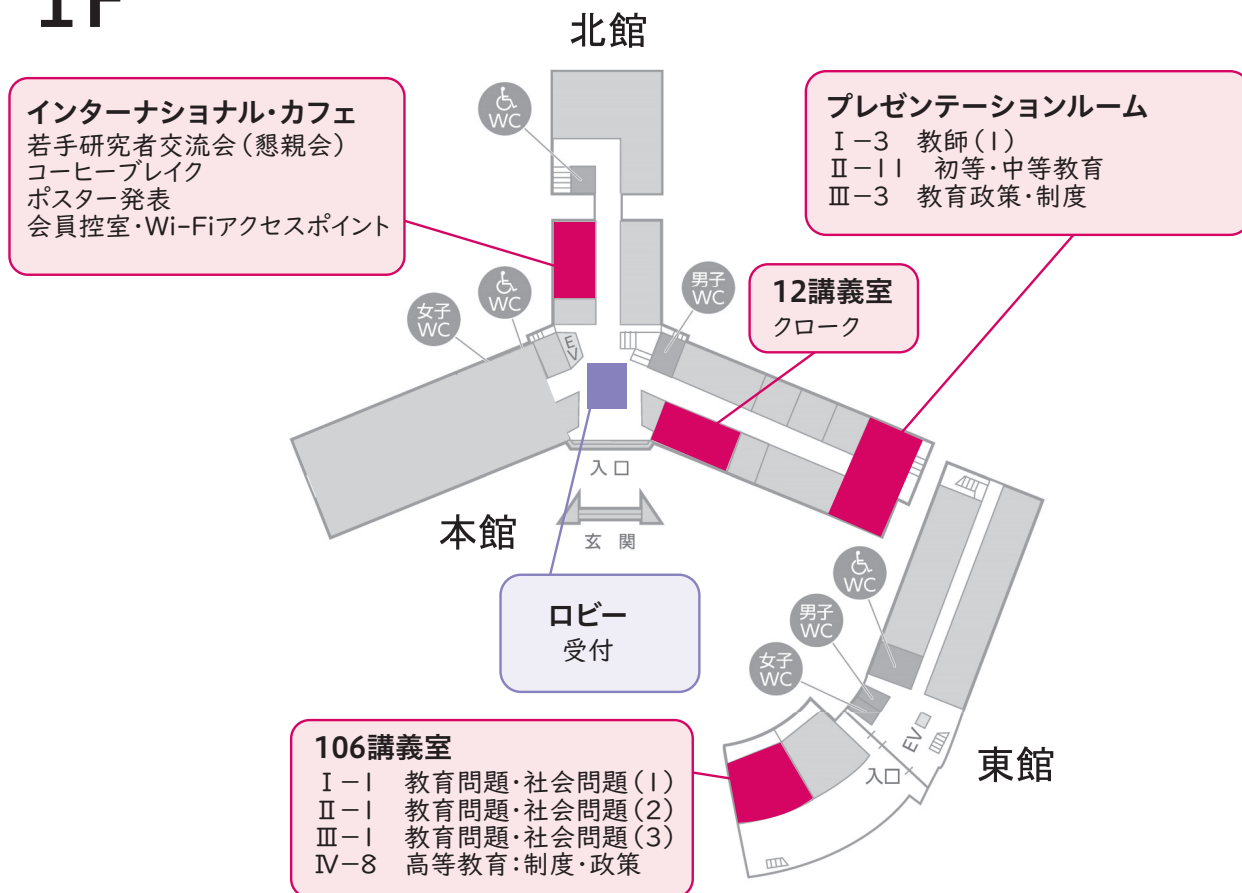 1F
北館
インターナショナル・カフェ
若手研究者交流会（懇親会）
コーヒーブレイク
ポスター発表
会員控室・Wi-Fiアクセスポイント
プレゼンテーションルーム
Ⅰ－3　教師（1）
Ⅱ－11　初等・中等教育
Ⅲ－3　教育政策・制度
WC
WC
女子
WC
男子
WC
12講義室
クローク
EV
入口
玄関
本館
ロビー
受付
WC
男子
WC
女子
WC
EV
入口
東館
106講義室
Ⅰ－1　教育問題・社会問題（1）
Ⅱ－1　教育問題・社会問題（2）
Ⅲ－1　教育問題・社会問題（3）
Ⅳ－8　高等教育：制度・政策